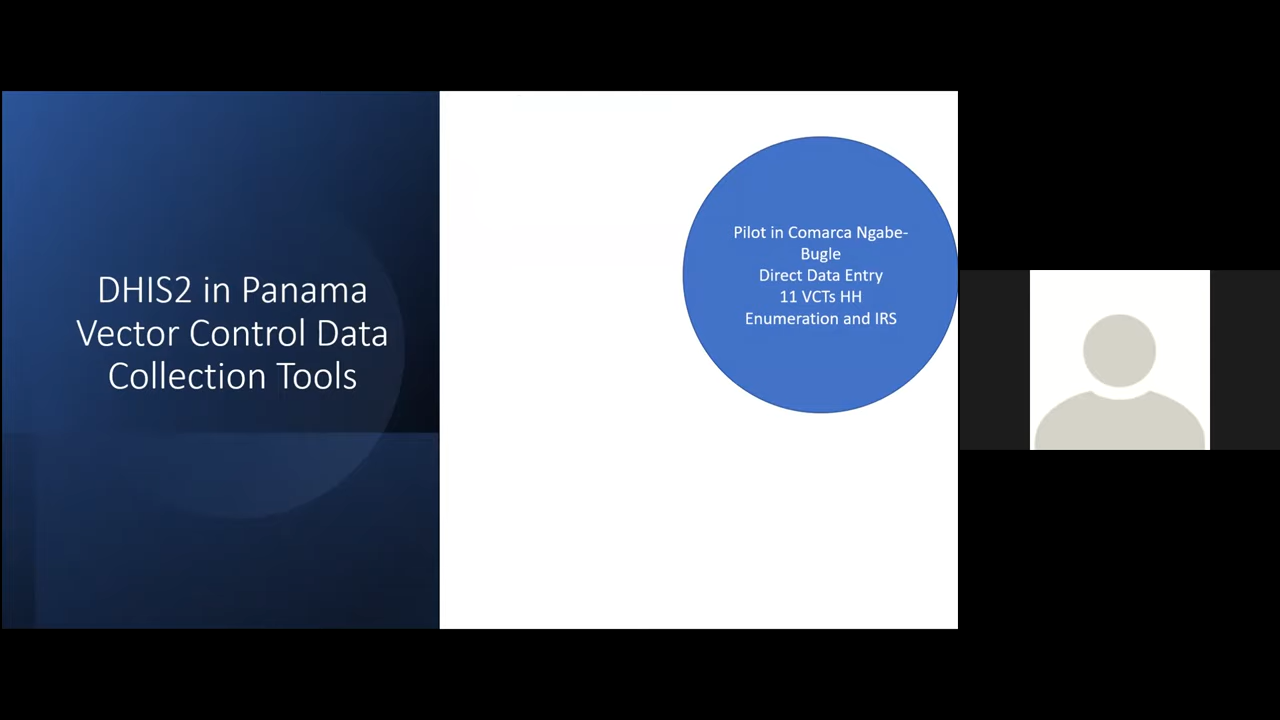 DHIS2 in Panama
Vector Control Data
Collection Tools
Pilot in Comarca Ngabe-
Bugle
Direct Data Entry
11 VCTs HH
Enumeration and IRS